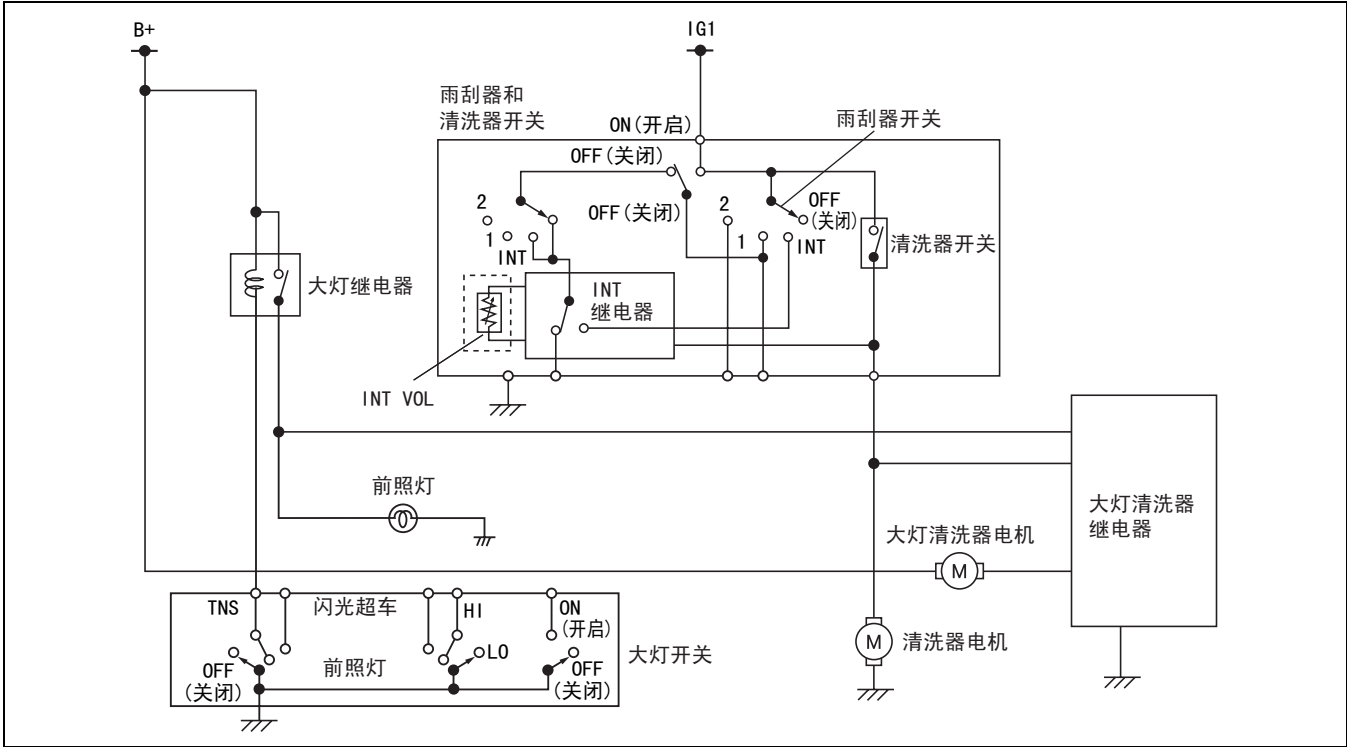 B+
IG1
雨刮器和
清洗器开关
ON(开启)
雨刮器开关
OFF(关闭)
OFF(关闭)
2
1
INT
2
1
INT
OFF
(关闭)
清洗器开关
大灯继电器
INT
继电器
INT VOL
前照灯
大灯清洗器
继电器
大灯清洗器电机
M
TNS
闪光超车
HI
ON
(开启)
LO
OFF
(关闭)
前照灯
OFF
(关闭)
大灯开关
M
清洗器电机